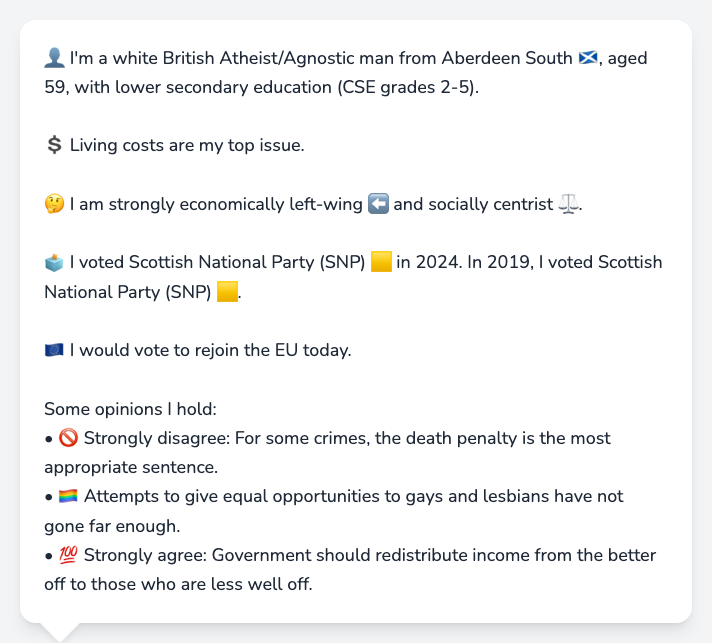 👤 I'm a white British Atheist/Agnostic man from Aberdeen South 🏴󠁧󠁢󠁳󠁣󠁴󠁿, aged
59, with lower secondary education (CSE grades 2-5).
💲 Living costs are my top issue.
🤔 I am strongly economically left-wing ⬅️ and socially centrist ⚖️.
🗳️ I voted Scottish National Party (SNP) 🟨 in 2024. In 2019, I voted Scottish
National Party (SNP) 🟨.
🇪🇺 I would vote to rejoin the EU today.
Some opinions I hold:
• 🚫 Strongly disagree: For some crimes, the death penalty is the most
appropriate sentence.
• 🏳️‍🌈 Attempts to give equal opportunities to gays and lesbians have not
gone far enough.
• 💯 Strongly agree: Government should redistribute income from the better
off to those who are less well off.